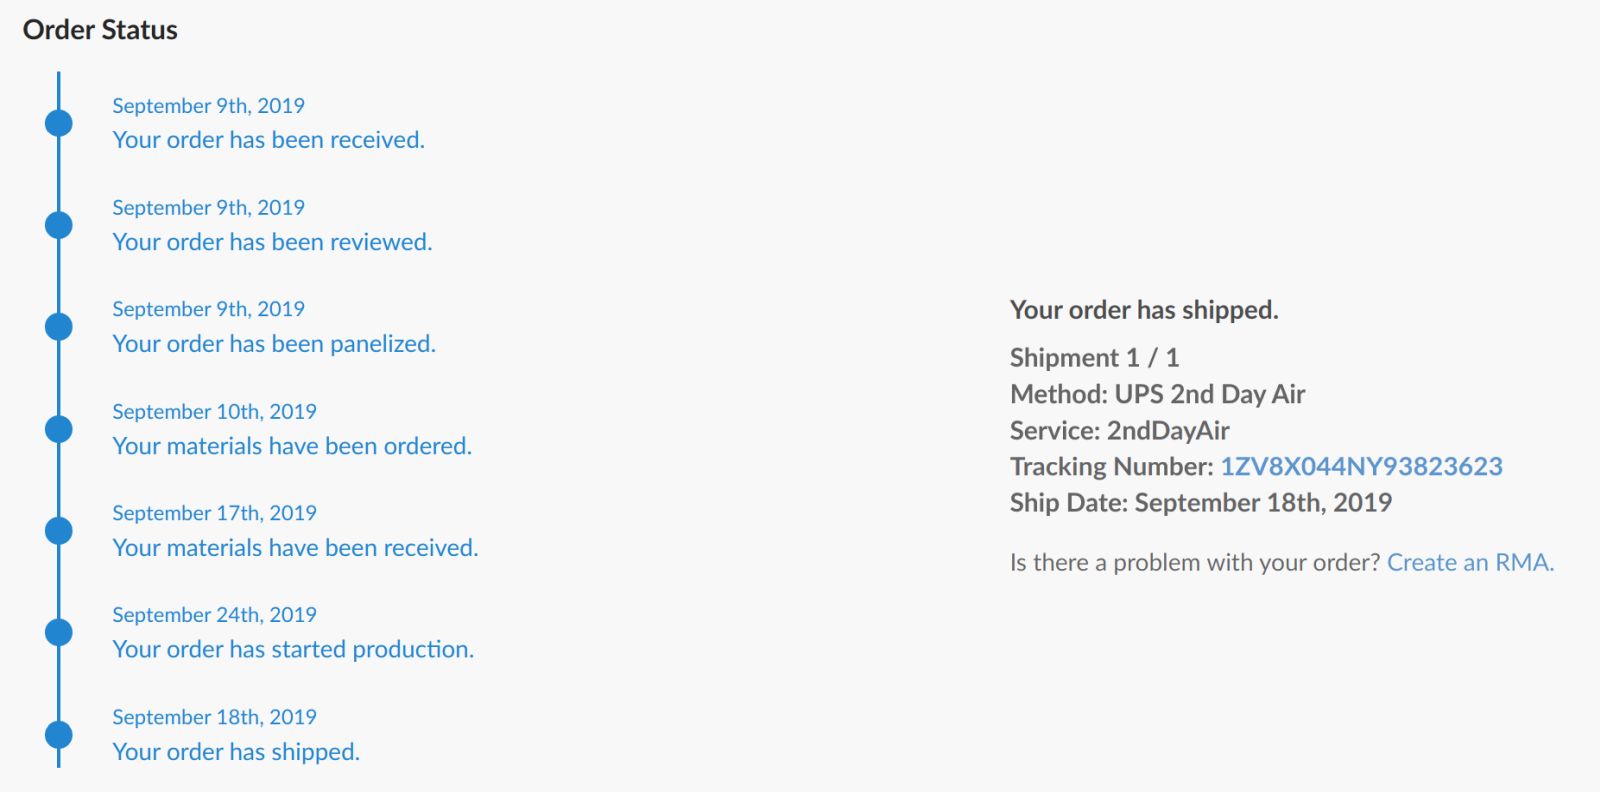 Order Status
September 9th, 2019
Your order has been received.
September 9th, 2019
Your order has been reviewed.
September 9th, 2019
Your order has been panelized.
September 10th, 2019
Your materials have been ordered.
September 17th, 2019
Your materials have been received.
September 24th, 2019
Your order has started production.
September 18th, 2019
Your order has shipped.
Your order has shipped.
Shipment 1 / 1
Method: UPS 2nd Day Air
Service: 2ndDayAir
Tracking Number: 1ZV8X044NY93823623
Ship Date: September 18th, 2019
Is there a problem with your order? Create an RMA.